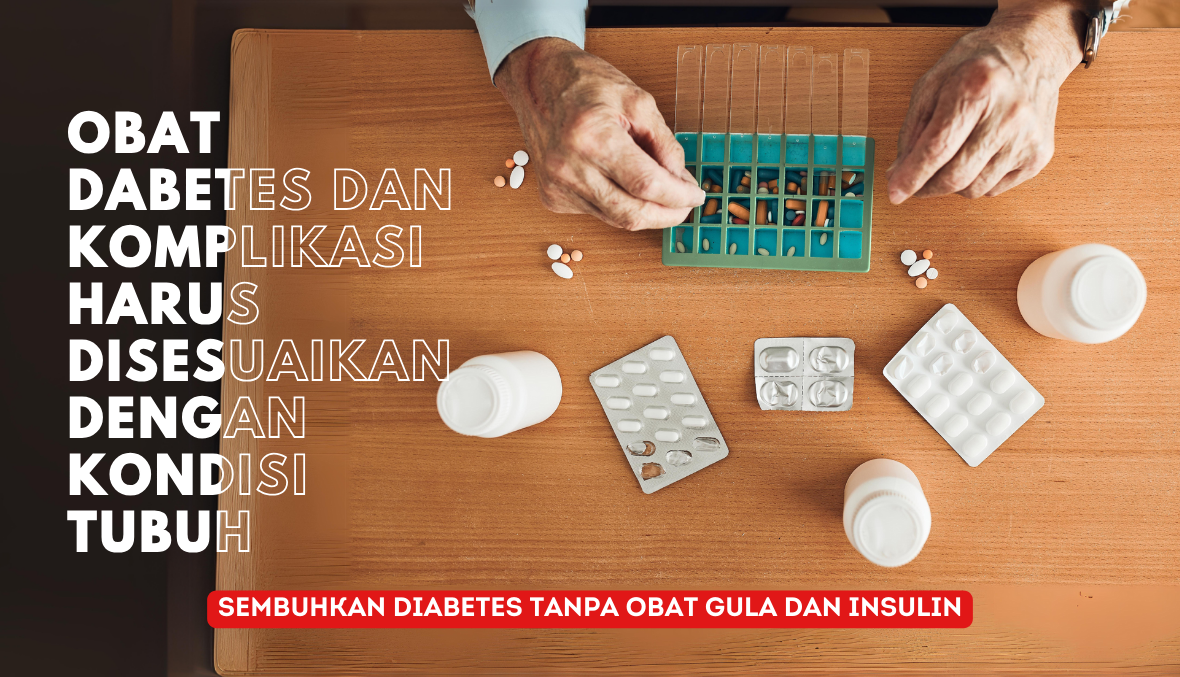 OBAT
DABETES DAN
KOMPLIKASI
HARUS
DISESUAIKAN
DENGAN
KONDISI
TUBUH
SEMBUHKAN DIABETES TANPA OBAT GULA DAN INSULIN